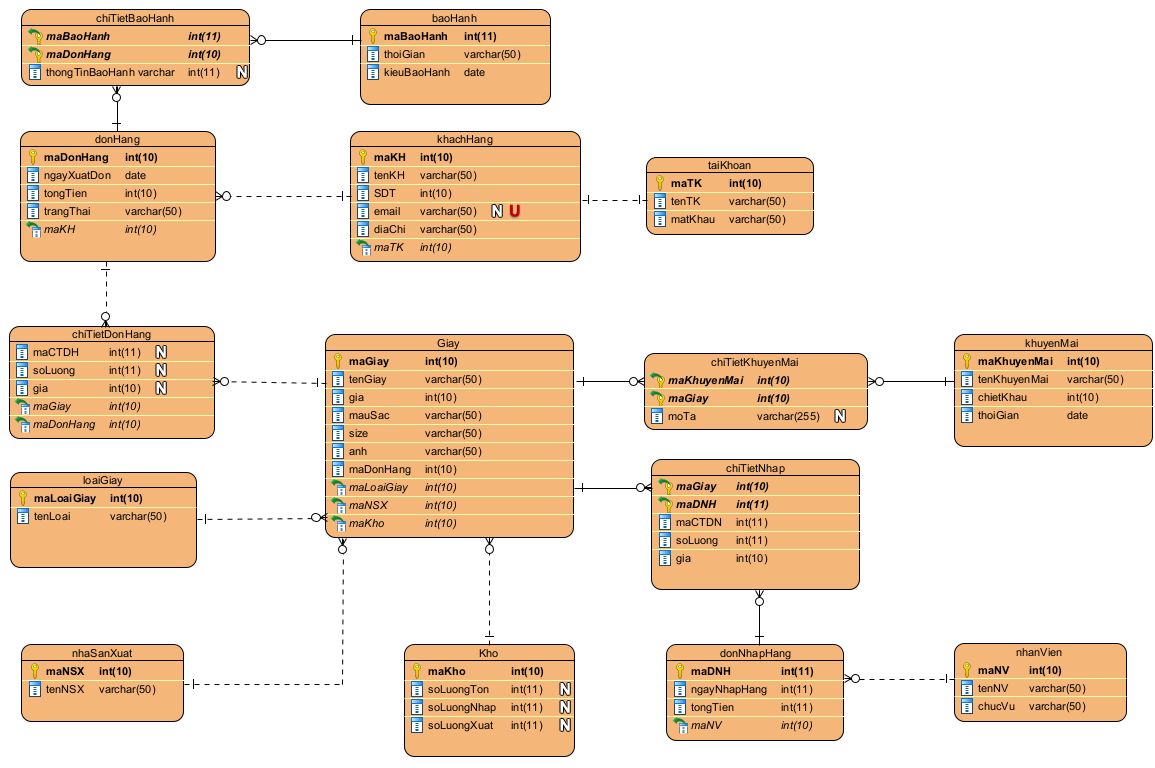 chiTietBaoHanh
maBaoHanh int(11)
maDonHang int(10)
thongTinBaoHanh varchar int(11) N
baoHanh
maBaoHanh int(11)
thoiGian varchar(50)
kieuBaoHanh date
donHang
maDonHang int(10)
ngayXuatDon date
tongTien int(10)
trangThai varchar(50)
maKH int(10)
khachHang
maKH int(10)
tenKH varchar(50)
SDT int(10)
email varchar(50) N U
diaChi varchar(50)
maTK int(10)
taiKhoan
maTK int(10)
tenTK varchar(50)
matKhau varchar(50)
chiTietDonHang
maCTDH int(11) N
soLuong int(11) N
gia int(10) N
maGiay int(10)
maDonHang int(10)
Giay
maGiay int(10)
tenGiay varchar(50)
gia int(10)
mauSac varchar(50)
size varchar(50)
anh varchar(50)
maDonHang int(10)
maLoaiGiay int(10)
maNSX int(10)
maKho int(10)
chiTietKhuyenMai
maKhuyenMai int(10)
maGiay int(10)
moTa varchar(255) N
khuyenMai
maKhuyenMai int(10)
tenKhuyenMai varchar(50)
chietKhau int(10)
thoiGian date
loaiGiay
maLoaiGiay int(10)
tenLoai varchar(50)
chiTietNhap
maGiay int(10)
maDNH int(11)
maCTDN int(11)
soLuong int(11)
gia int(10)
nhaSanXuat
maNSX int(10)
tenNSX varchar(50)
Kho
maKho int(10)
soLuongTon int(11) N
soLuongNhap int(11) N
soLuongXuat int(11) N
donNhapHang
maDNH int(11)
ngayNhapHang int(11)
tongTien int(11)
maNV int(10)
nhanVien
maNV int(10)
tenNV varchar(50)
chucVu varchar(50)